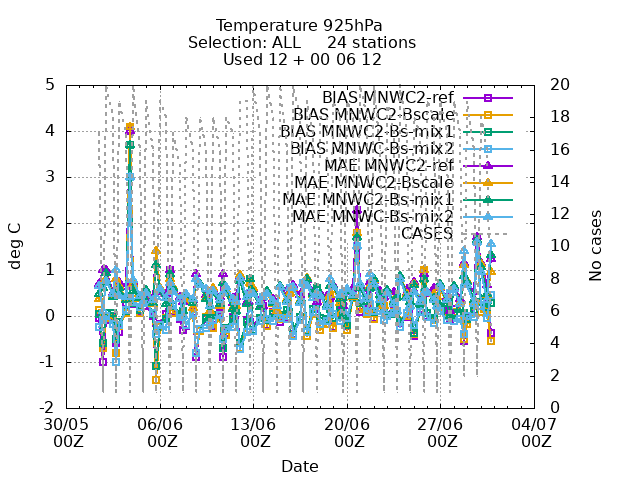 Temperature 925hPa
Selection: ALL 24 stations
Used 12 + 00 06 12
BIAS MNWC2-ref
BIAS MNWC2-Bscale
BIAS MNWC2-Bs-mix1
BIAS MNWC-Bs-mix2
MAE MNWC2-ref
MAE MNWC2-Bscale
MAE MNWC2-Bs-mix1
MAE MNWC-Bs-mix2
CASES
deg C
5
4
3
2
1
0
-1
-2
No cases
20
18
16
14
12
10
8
6
4
2
0
30/05 06/06 13/06 20/06 27/06 04/07
00Z 00Z 00Z 00Z 00Z 00Z
Date